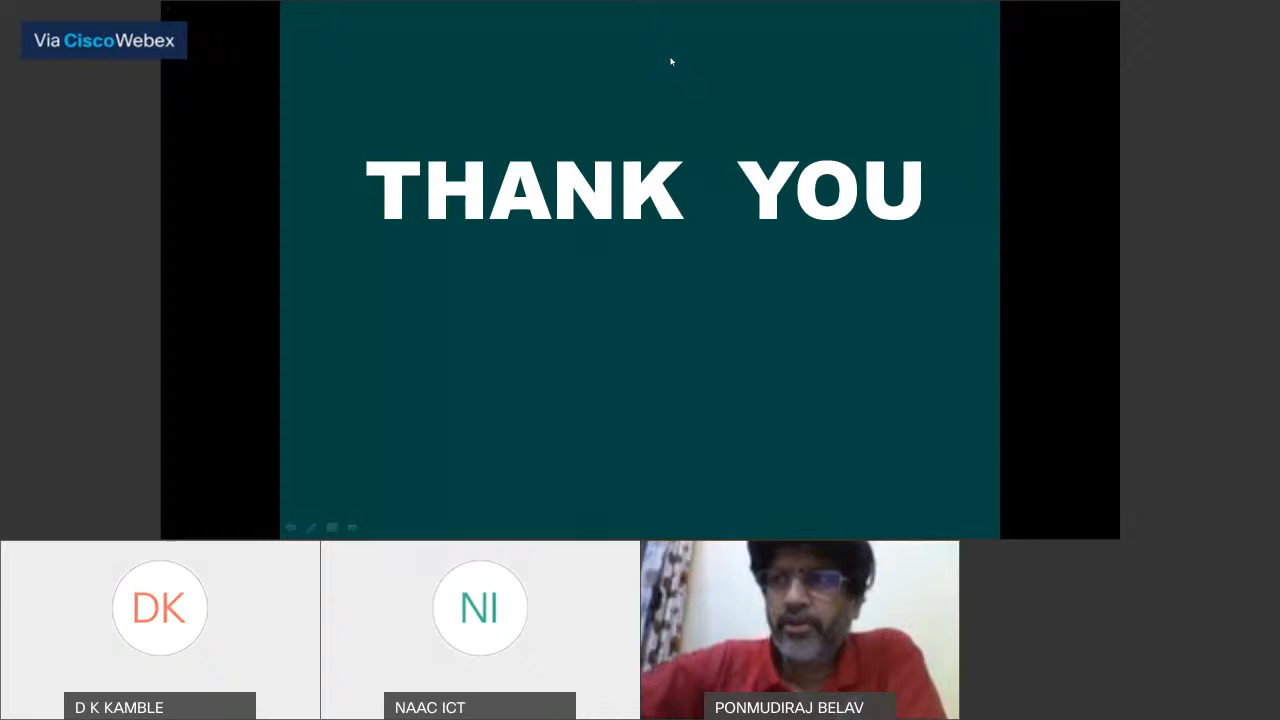 Via CiscoWebex
THANK YOU
DK
NI
D K KAMBLE
NAAC ICT
PONMUDIRAJ BELAV